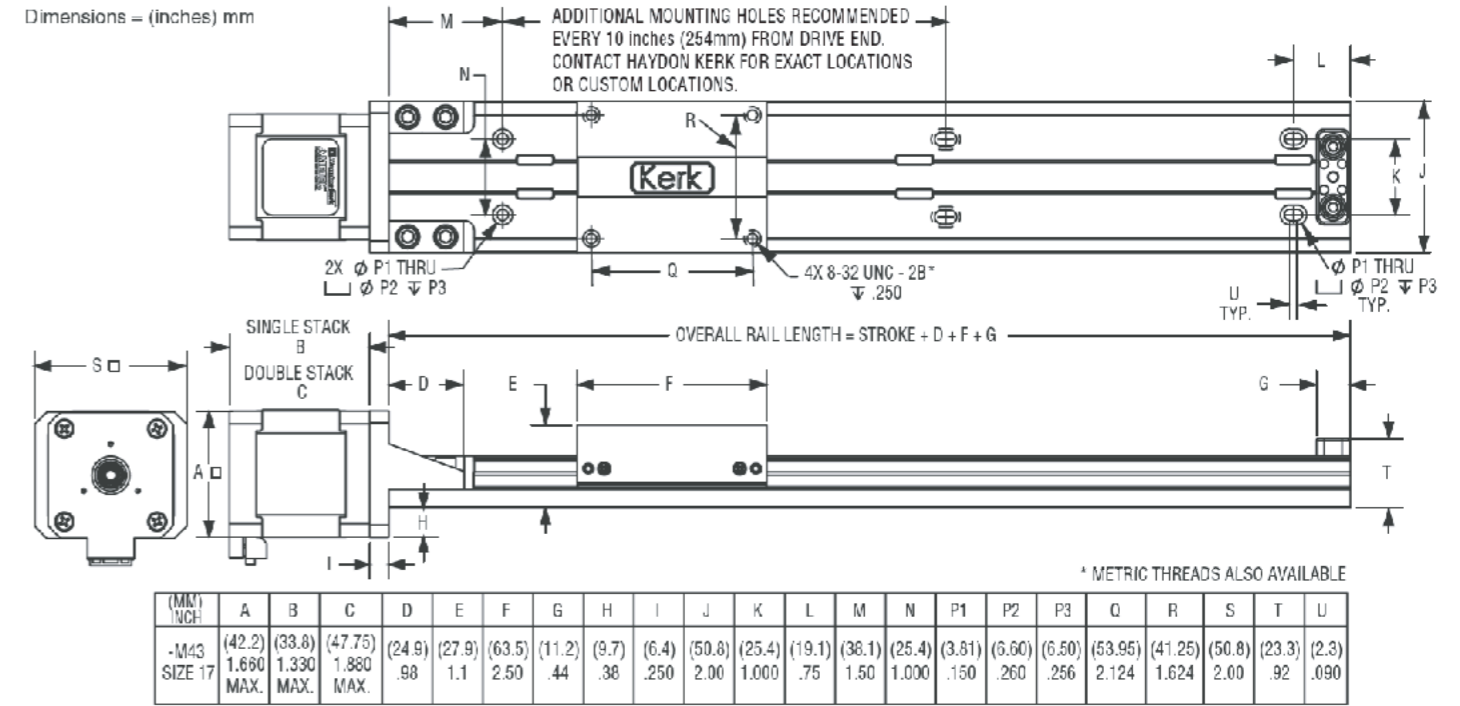 Dimensions = (inches) mm
M
ADDITIONAL MOUNTING HOLES RECOMMENDED
EVERY 10 inches (254mm) FROM DRIVE END.
CONTACT HAYDON KERK FOR EXACT LOCATIONS
OR CUSTOM LOCATIONS.
L
N
R
Kerk
K
J
2X Ø P1 THRU
⌴ Ø P2 ↧ P3
Q
4X 8-32 UNC - 2B*
↧ .250
U
TYP.
Ø P1 THRU
⌴ Ø P2 ↧ P3
TYP.
SINGLE STACK
B
DOUBLE STACK
C
OVERALL RAIL LENGTH = STROKE + D + F + G
S □
D
E
F
G
A □
H
T
I
* METRIC THREADS ALSO AVAILABLE
(MM) A B C D E F G H I J K L M N P1 P2 P3 Q R S T U
INCH
-M43 (42.2) (33.8) (47.75) (24.9) (27.9) (63.5) (11.2) (9.7) (6.4) (50.8) (25.4) (19.1) (38.1) (25.4) (3.81) (6.60) (6.50) (53.95) (41.25) (50.8) (23.3) (2.3)
SIZE 17 1.660 1.330 1.880 .98 1.1 2.50 .44 .38 .250 2.00 1.000 .75 1.50 1.000 .150 .260 .256 2.124 1.624 2.00 .92 .090
MAX. MAX. MAX.